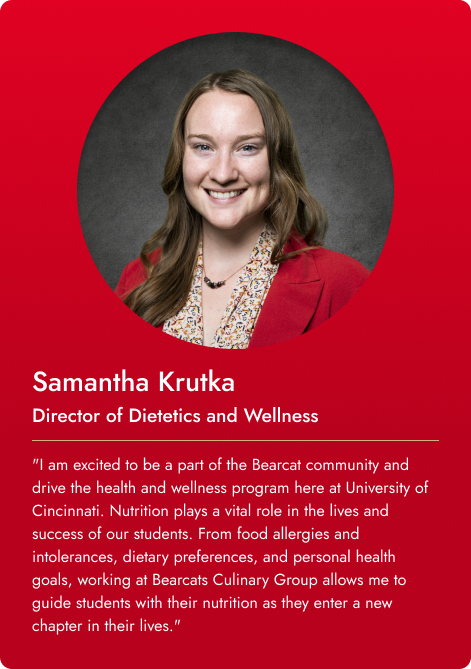 Samantha Krutka
Director of Dietetics and Wellness
"I am excited to be a part of the Bearcat community and
drive the health and wellness program here at University of
Cincinnati. Nutrition plays a vital role in the lives and
success of our students. From food allergies and
intolerances, dietary preferences, and personal health
goals, working at Bearcats Culinary Group allows me to
guide students with their nutrition as they enter a new
chapter in their lives."